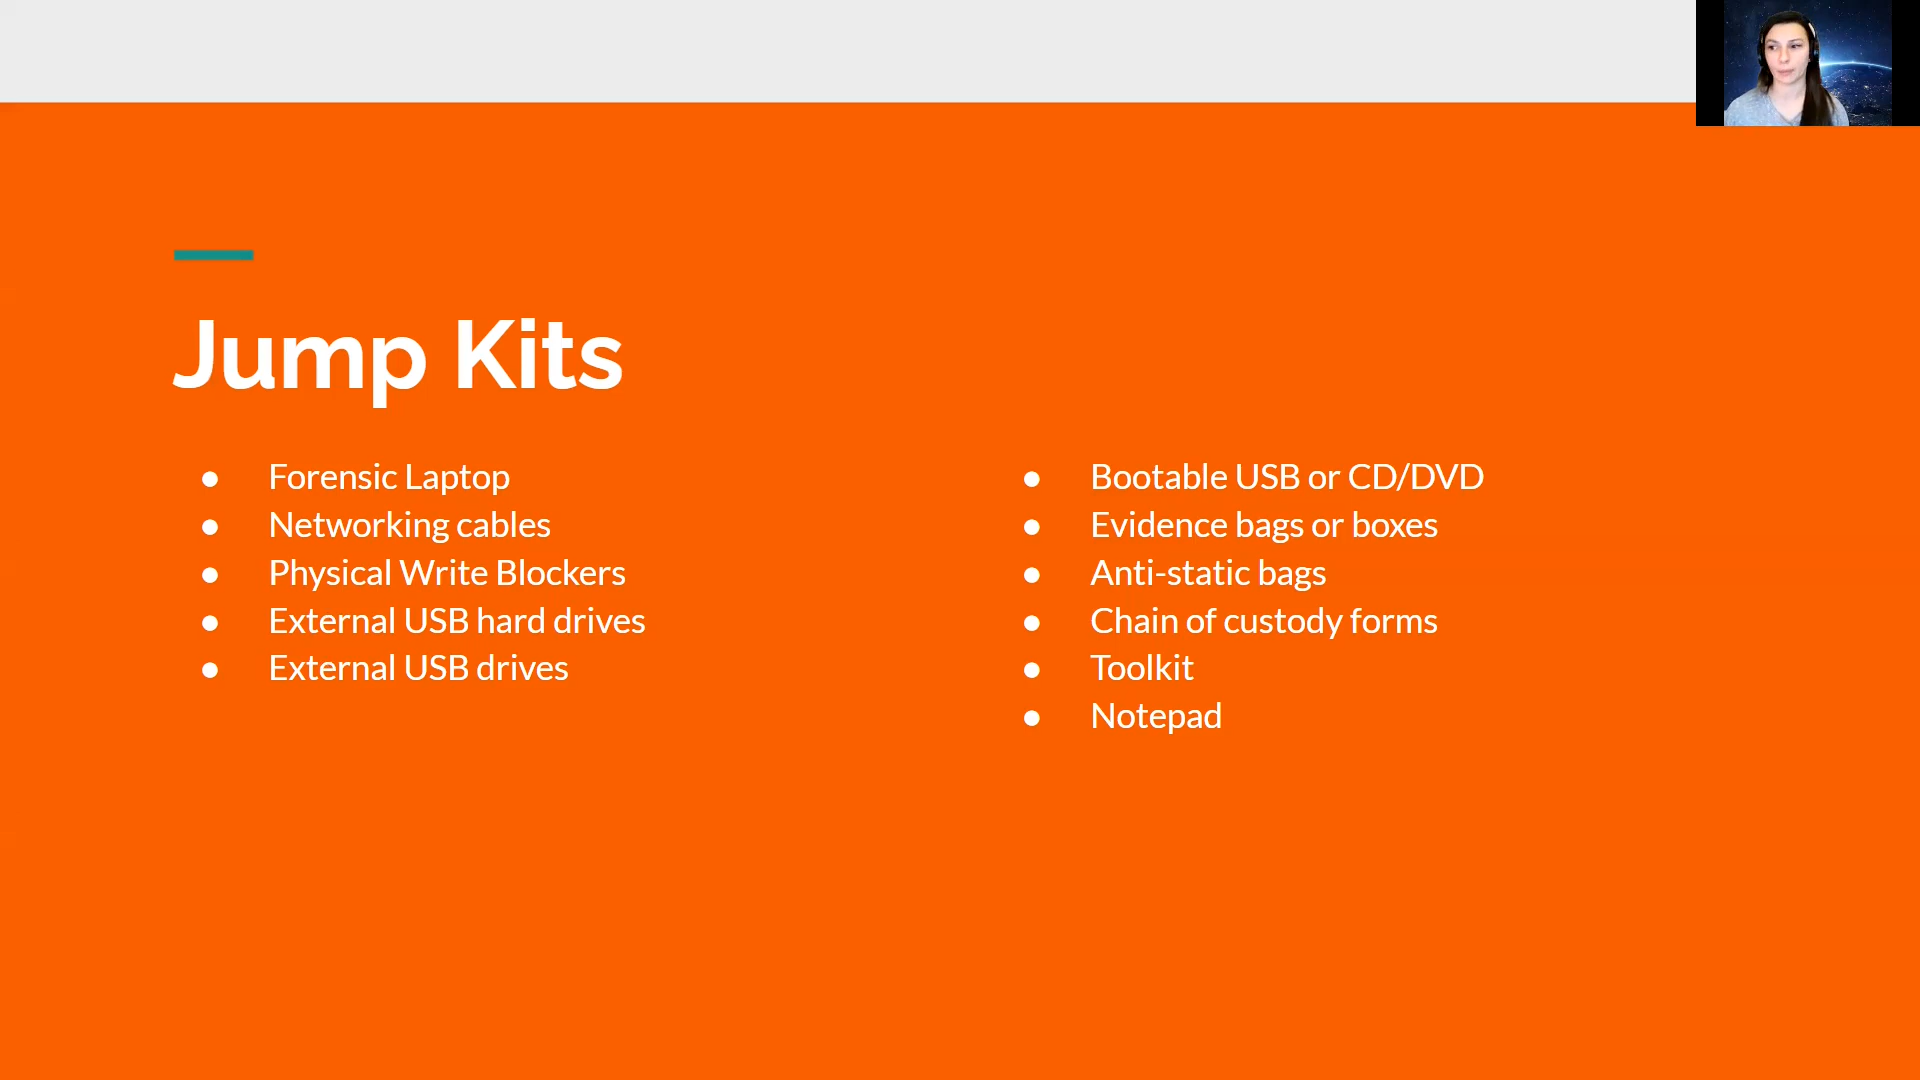 Jump Kits
● Forensic Laptop
● Networking cables
● Physical Write Blockers
● External USB hard drives
● External USB drives
● Bootable USB or CD/DVD
● Evidence bags or boxes
● Anti-static bags
● Chain of custody forms
● Toolkit
● Notepad